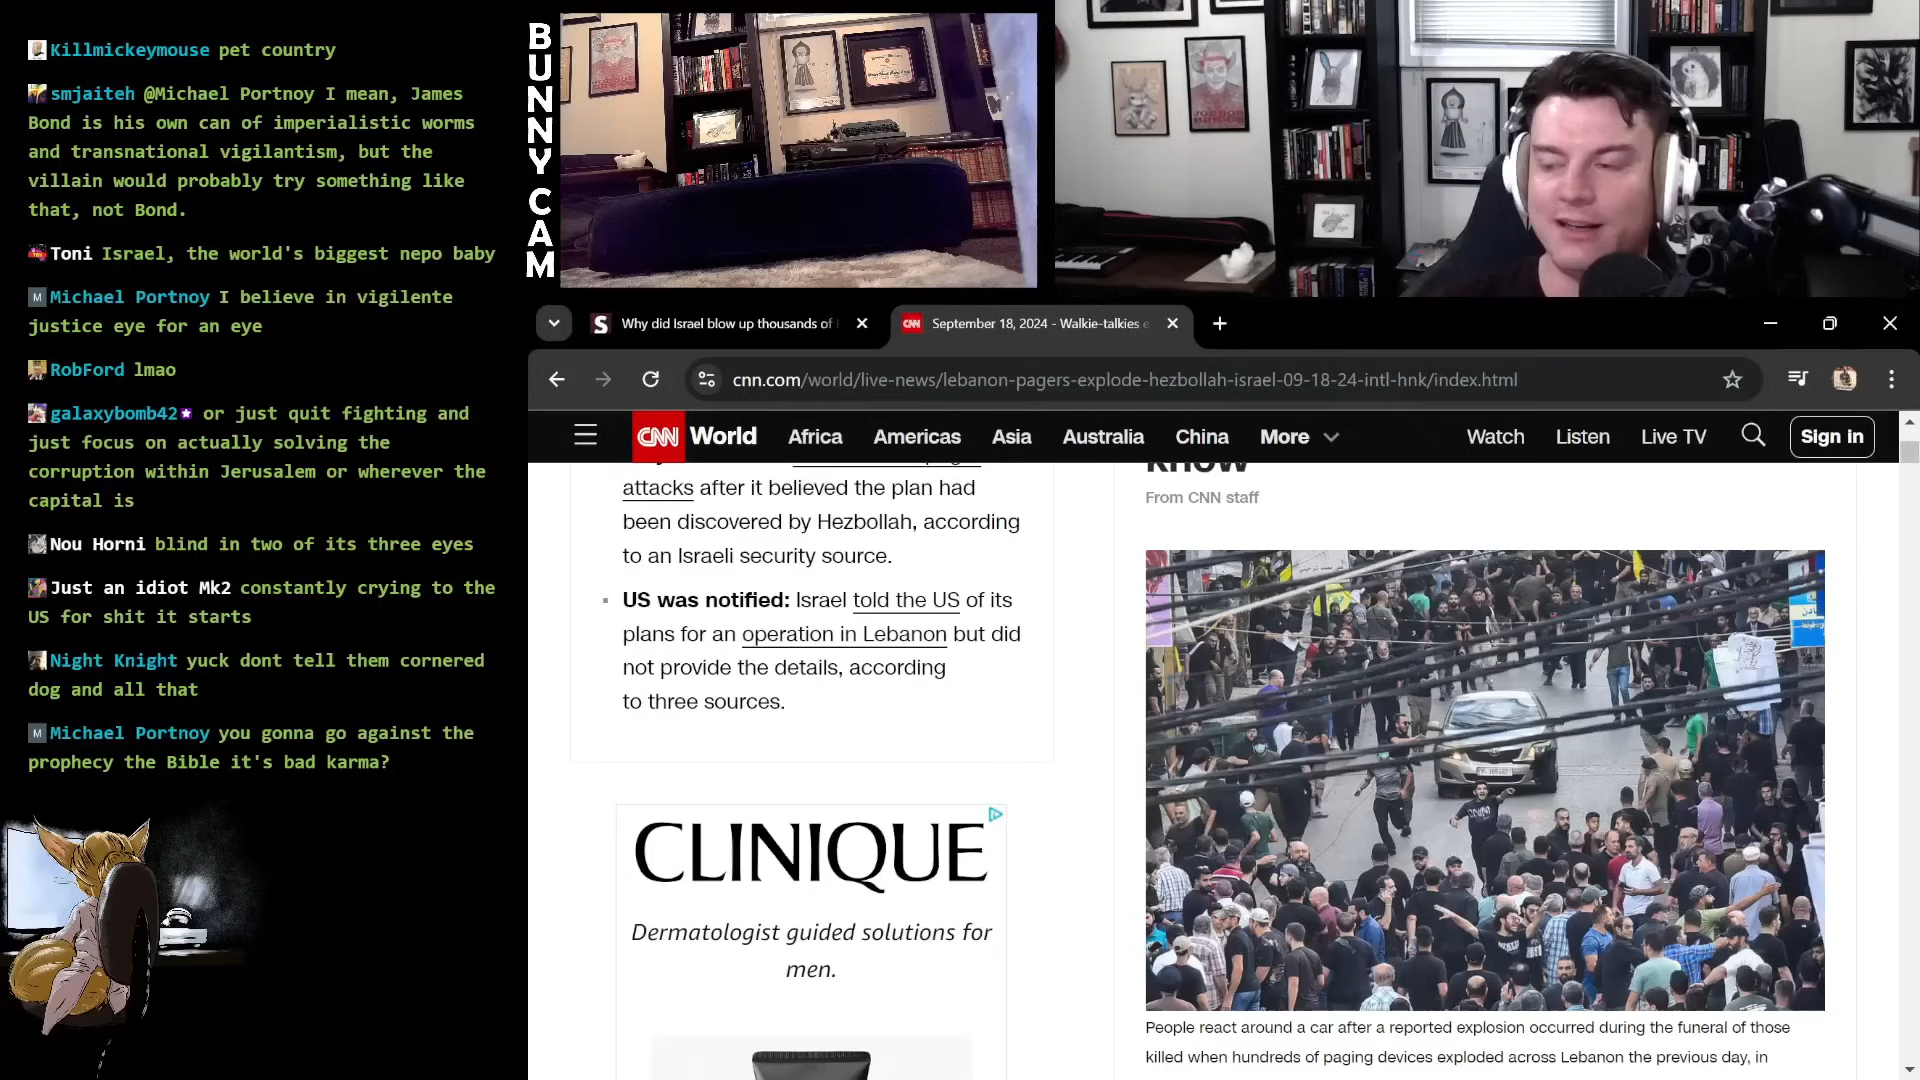 Killmickeymouse pet country
smjaiteh @Michael Portnoy I mean, James
Bond is his own can of imperialistic worms
and transnational vigilantism, but the
villain would probably try something like
that, not Bond.
Toni Israel, the world's biggest nepo baby
M Michael Portnoy I believe in vigilente
justice eye for an eye
RobFord lmao
galaxybomb42 or just quit fighting and
just focus on actually solving the
corruption within Jerusalem or wherever the
capital is
Nou Horni blind in two of its three eyes
Just an idiot Mk2 constantly crying to the
US for shit it starts
Night Knight yuck dont tell them cornered
dog and all that
M Michael Portnoy you gonna go against the
prophecy the Bible it's bad karma?
BUNNY CAM
S Why did Israel blow up thousands of
CNN September 18, 2024 - Walkie-talkies e
cnn.com/world/live-news/lebanon-pagers-explode-hezbollah-israel-09-18-24-intl-hnk/index.html
CNN World Africa Americas Asia Australia China More Watch Listen Live TV Sign in
attacks after it believed the plan had
been discovered by Hezbollah, according
to an Israeli security source.
US was notified: Israel told the US of its
plans for an operation in Lebanon but did
not provide the details, according
to three sources.
CLINIQUE
Dermatologist guided solutions for
men.
know
From CNN staff
People react around a car after a reported explosion occurred during the funeral of those
killed when hundreds of paging devices exploded across Lebanon the previous day, in